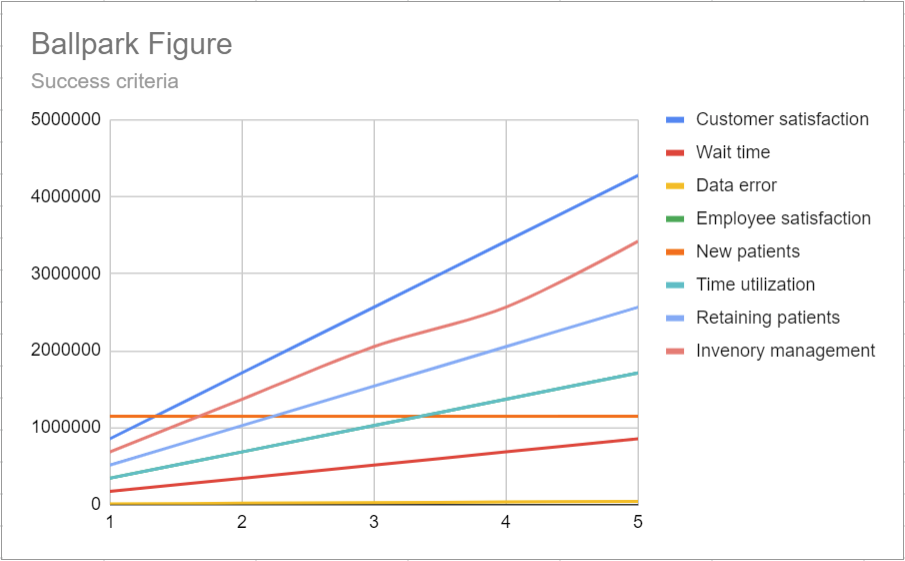 Ballpark Figure
Success criteria
5000000
4000000
3000000
2000000
1000000
0
1 2 3 4 5
Customer satisfaction
Wait time
Data error
Employee satisfaction
New patients
Time utilization
Retaining patients
Invenory management